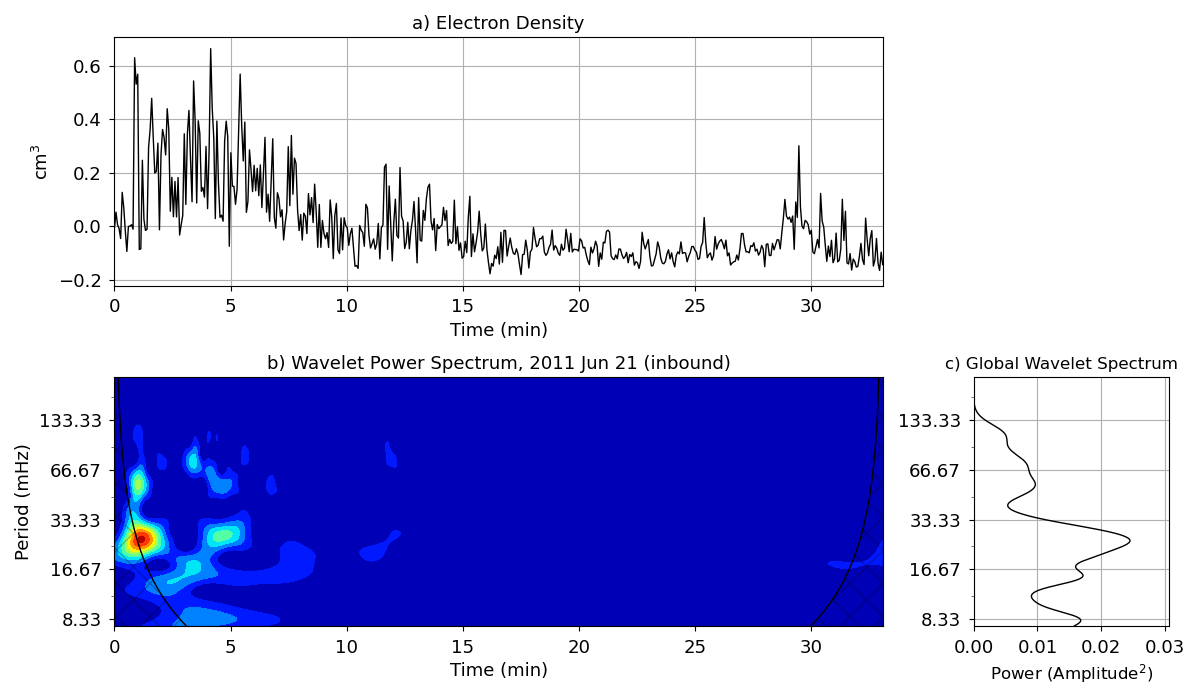 a) Electron Density
cm³
0.6
0.4
0.2
0.0
−0.2
0 5 10 15 20 25 30
Time (min)
b) Wavelet Power Spectrum, 2011 Jun 21 (inbound)
Period (mHz)
133.33
66.67
33.33
16.67
8.33
0 5 10 15 20 25 30
Time (min)
c) Global Wavelet Spectrum
133.33
66.67
33.33
16.67
8.33
0.00 0.01 0.02 0.03
Power (Amplitude²)